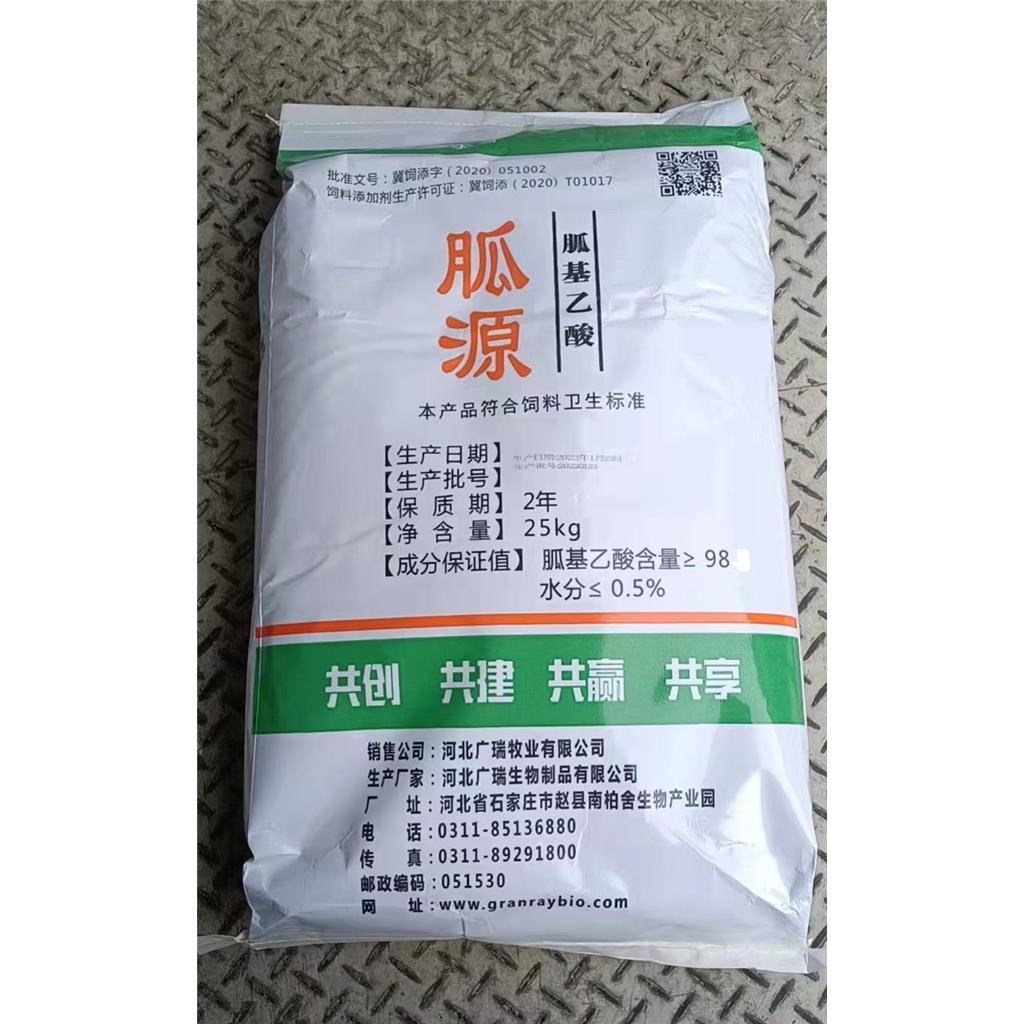 批准文号：冀饲添字（2020）051002
饲料添加剂生产许可证：冀饲添（2020）T01017
胍源
胍基乙酸
本产品符合饲料卫生标准
【生产日期】
【生产批号】 生产批号:20220123
【保 质 期】 2年
【净 含 量】 25kg
【成分保证值】 胍基乙酸含量≥ 98
水分≤ 0.5%
共创 共建 共赢 共享
销售公司：河北广瑞牧业有限公司
生产厂家：河北广瑞生物制品有限公司
厂 址：河北省石家庄市赵县南柏舍生物产业园
电 话：0311-85136880
传 真：0311-89291800
邮政编码：051530
网 址：www.granraybio.com